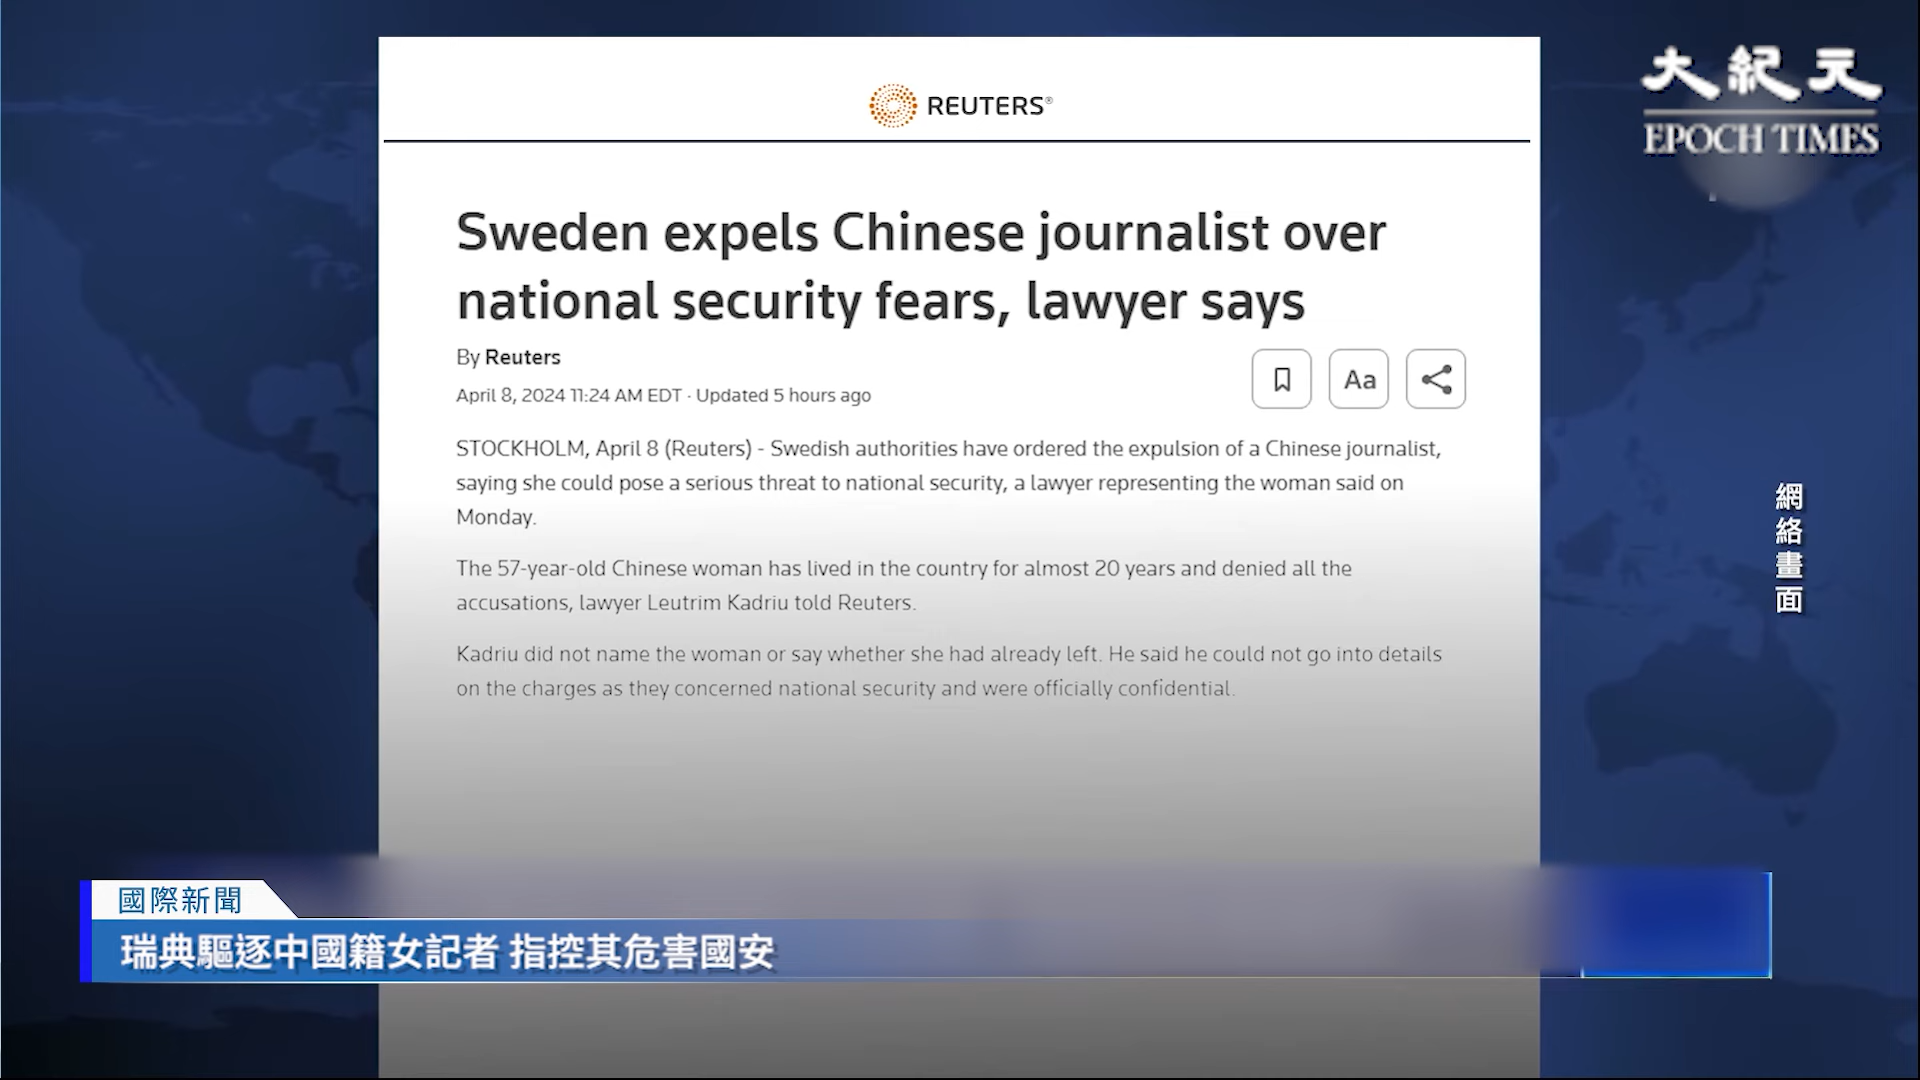 大紀元
EPOCH TIMES
REUTERS®
Sweden expels Chinese journalist over
national security fears, lawyer says
By Reuters
April 8, 2024 11:24 AM EDT · Updated 5 hours ago
Aa
STOCKHOLM, April 8 (Reuters) - Swedish authorities have ordered the expulsion of a Chinese journalist,
saying she could pose a serious threat to national security, a lawyer representing the woman said on
Monday.
The 57-year-old Chinese woman has lived in the country for almost 20 years and denied all the
accusations, lawyer Leutrim Kadriu told Reuters.
Kadriu did not name the woman or say whether she had already left. He said he could not go into details
on the charges as they concerned national security and were officially confidential.
網絡畫面
國際新聞
瑞典驅逐中國籍女記者 指控其危害國安